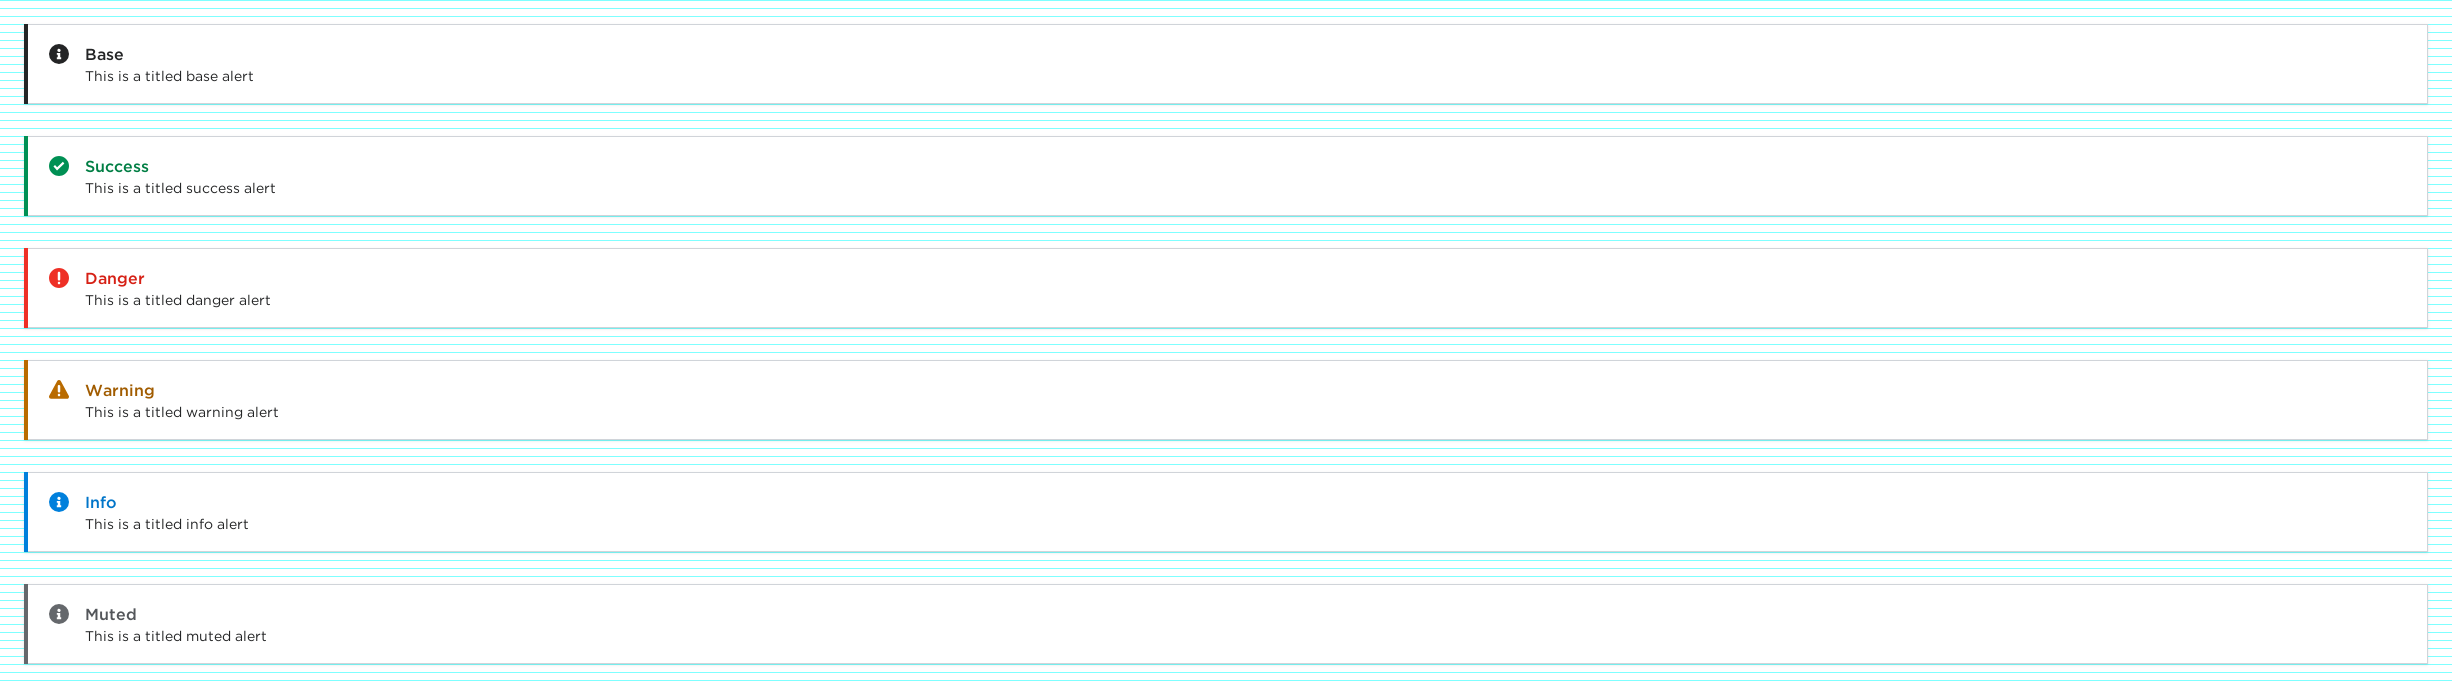 Base
This is a titled base alert
Success
This is a titled success alert
Danger
This is a titled danger alert
Warning
This is a titled warning alert
Info
This is a titled info alert
Muted
This is a titled muted alert